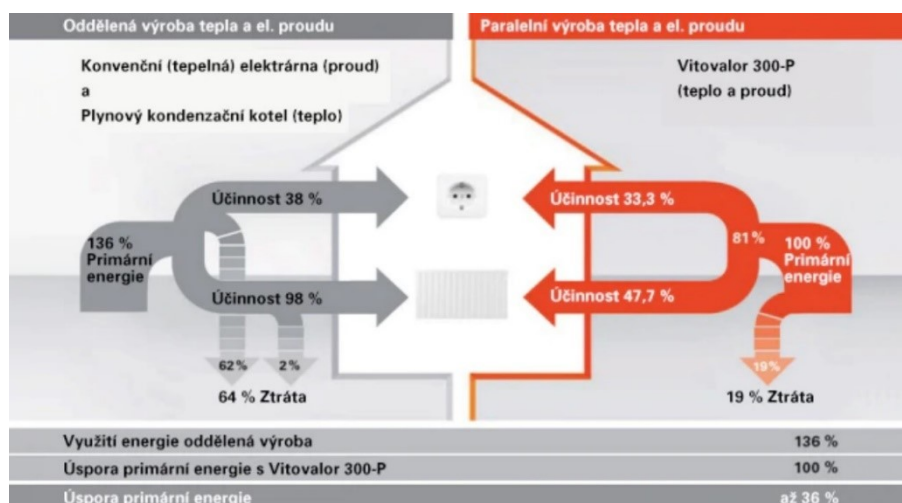 Oddělená výroba tepla a el. proudu
Paralelní výroba tepla a el. proudu
Konvenční (tepelná) elektrárna (proud)
a
Plynový kondenzační kotel (teplo)
Vitovalor 300-P
(teplo a proud)
Účinnost 38 %
Účinnost 33,3 %
136 %
Primární
energie
81%
100 %
Primární
energie
Účinnost 98 %
Účinnost 47,7 %
62%
2%
19%
64 % Ztráta
19 % Ztráta
Využití energie oddělená výroba 136 %
Úspora primární energie s Vitovalor 300-P 100 %
Úspora primární energie až 36 %